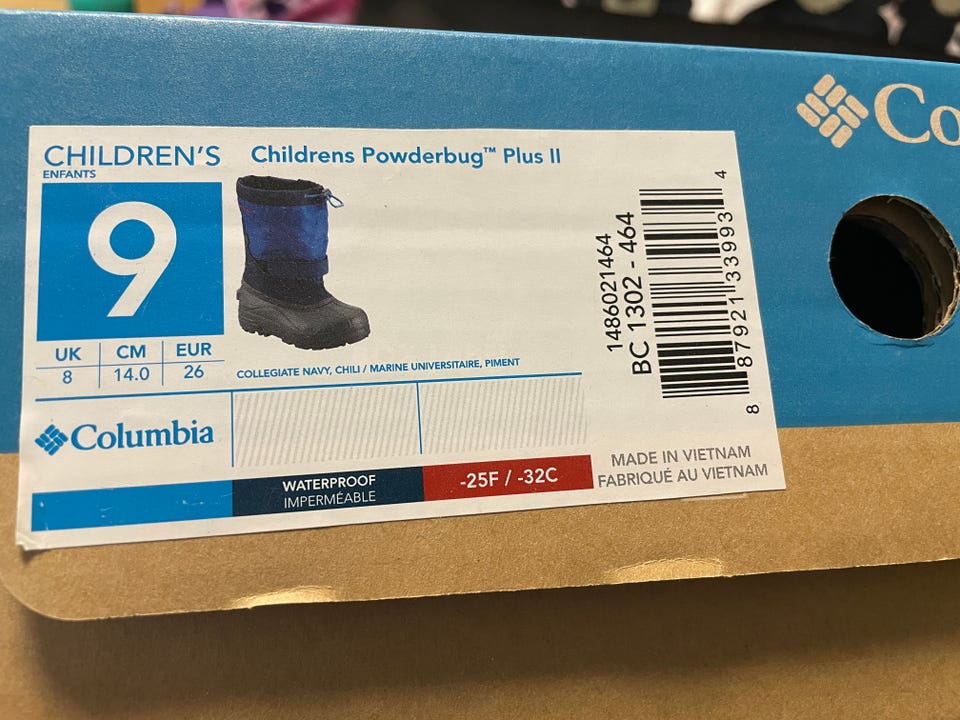 Co
CHILDREN'S
ENFANTS
Childrens Powderbug™ Plus II
9
UK CM EUR
8 14.0 26
COLLEGIATE NAVY, CHILI / MARINE UNIVERSITAIRE, PIMENT
Columbia
WATERPROOF
IMPERMÉABLE
-25F / -32C
1486021464
BC 1302 - 464
8 87921 33993 4
MADE IN VIETNAM
FABRIQUÉ AU VIETNAM